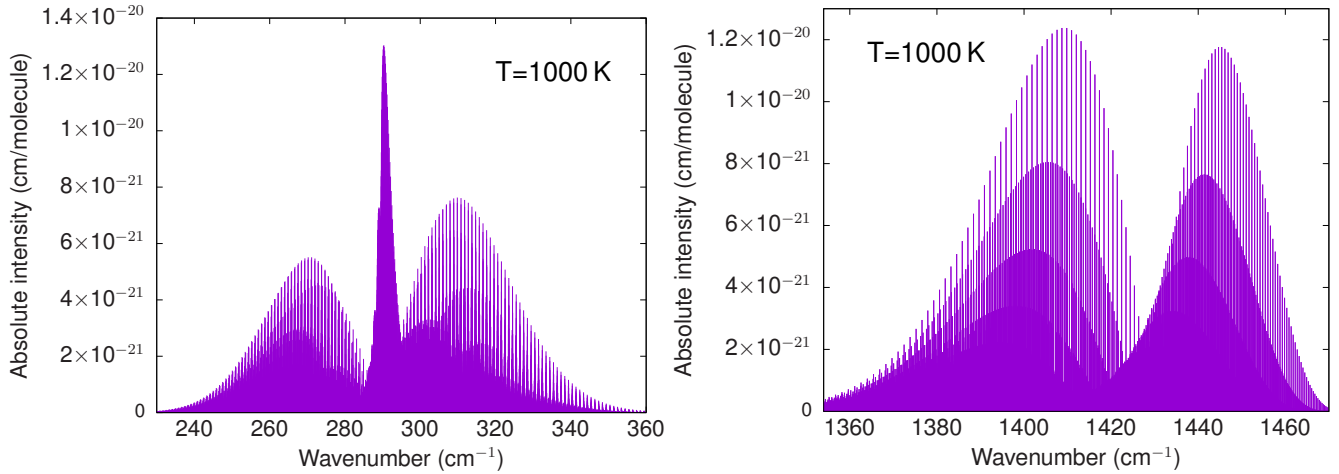 Absolute intensity (cm/molecule)
1.4×10⁻²⁰
1.2×10⁻²⁰
1×10⁻²⁰
8×10⁻²¹
6×10⁻²¹
4×10⁻²¹
2×10⁻²¹
0
T=1000 K
240 260 280 300 320 340 360
Wavenumber (cm⁻¹)
Absolute intensity (cm/molecule)
1.2×10⁻²⁰
1×10⁻²⁰
8×10⁻²¹
6×10⁻²¹
4×10⁻²¹
2×10⁻²¹
0
T=1000 K
1360 1380 1400 1420 1440 1460
Wavenumber (cm⁻¹)